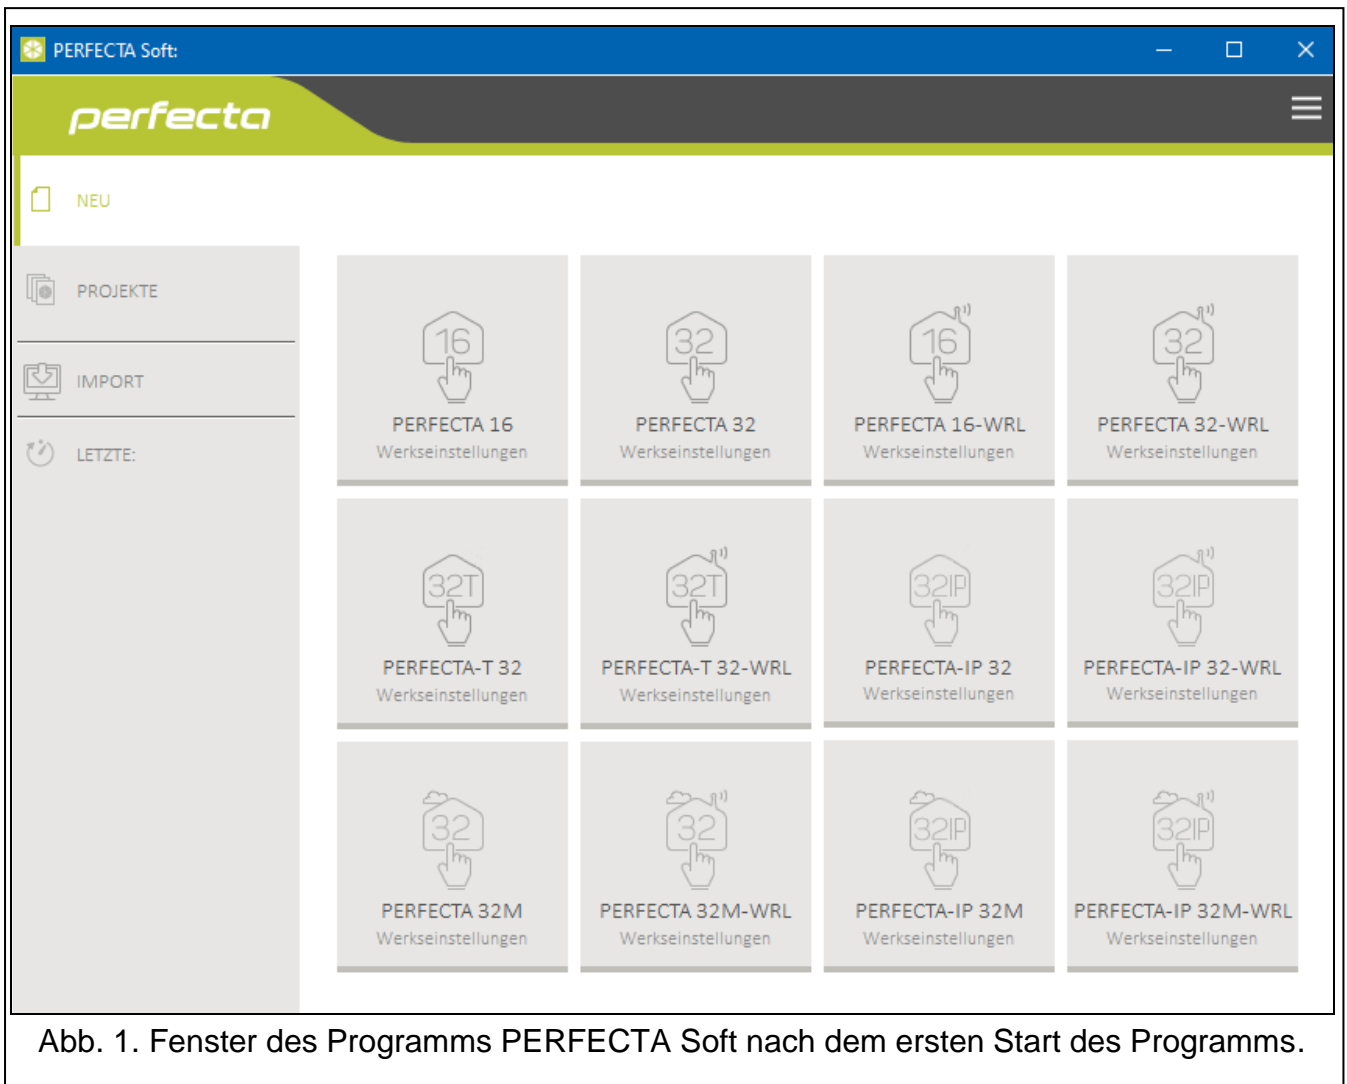 PERFECTA Soft:
perfecta
NEU
PROJEKTE
IMPORT
LETZTE:
16
32
16
32
PERFECTA 16
PERFECTA 32
PERFECTA 16-WRL
PERFECTA 32-WRL
Werkseinstellungen
Werkseinstellungen
Werkseinstellungen
Werkseinstellungen
32T
32T
32IP
32IP
PERFECTA-T 32
PERFECTA-T 32-WRL
PERFECTA-IP 32
PERFECTA-IP 32-WRL
Werkseinstellungen
Werkseinstellungen
Werkseinstellungen
Werkseinstellungen
32
32
32IP
32IP
PERFECTA 32M
PERFECTA 32M-WRL
PERFECTA-IP 32M
PERFECTA-IP 32M-WRL
Werkseinstellungen
Werkseinstellungen
Werkseinstellungen
Werkseinstellungen
Abb. 1. Fenster des Programms PERFECTA Soft nach dem ersten Start des Programms.